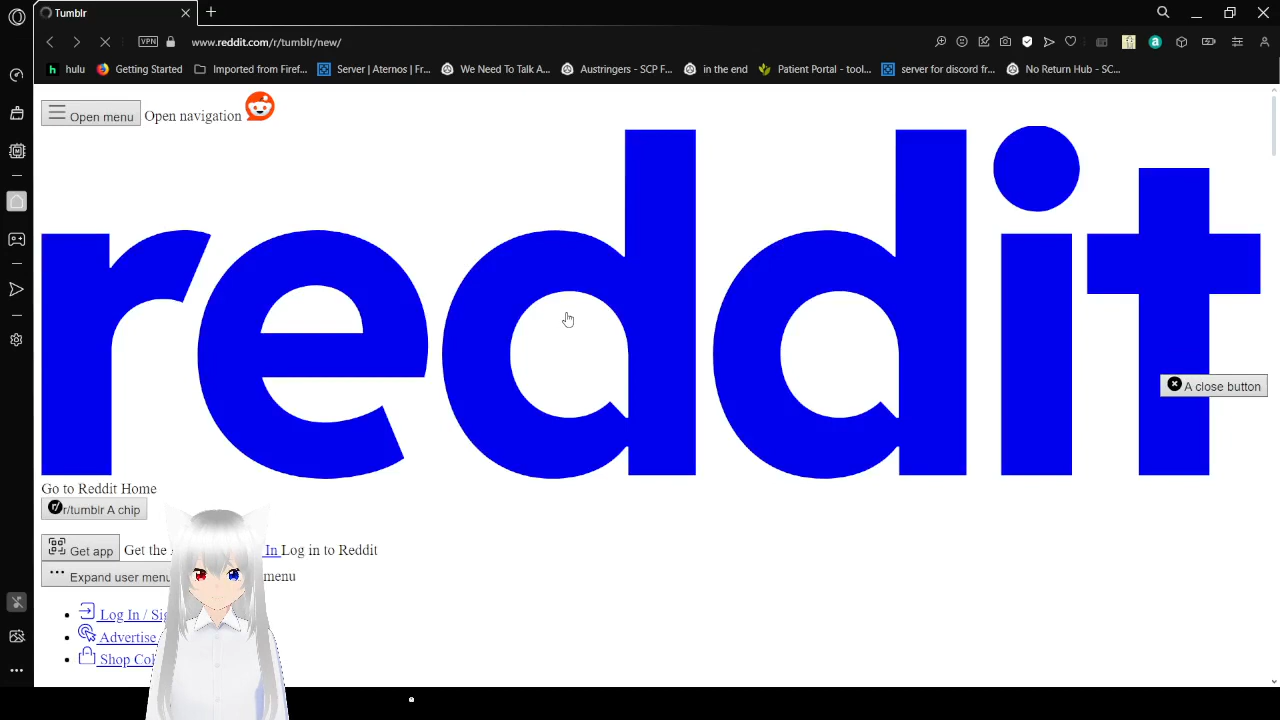 Tumblr
VPN www.reddit.com/r/tumblr/new/
hulu Getting Started Imported from Firef... Server | Aternos | Fr... We Need To Talk A... Austringers - SCP F... in the end Patient Portal - tool... server for discord fr... No Return Hub - SC...
Open menu Open navigation
reddit
A close button
Go to Reddit Home
r/tumblr A chip
Get app Get the In Log in to Reddit
Expand user menu menu
Log In / Sig
Advertise
Shop Col